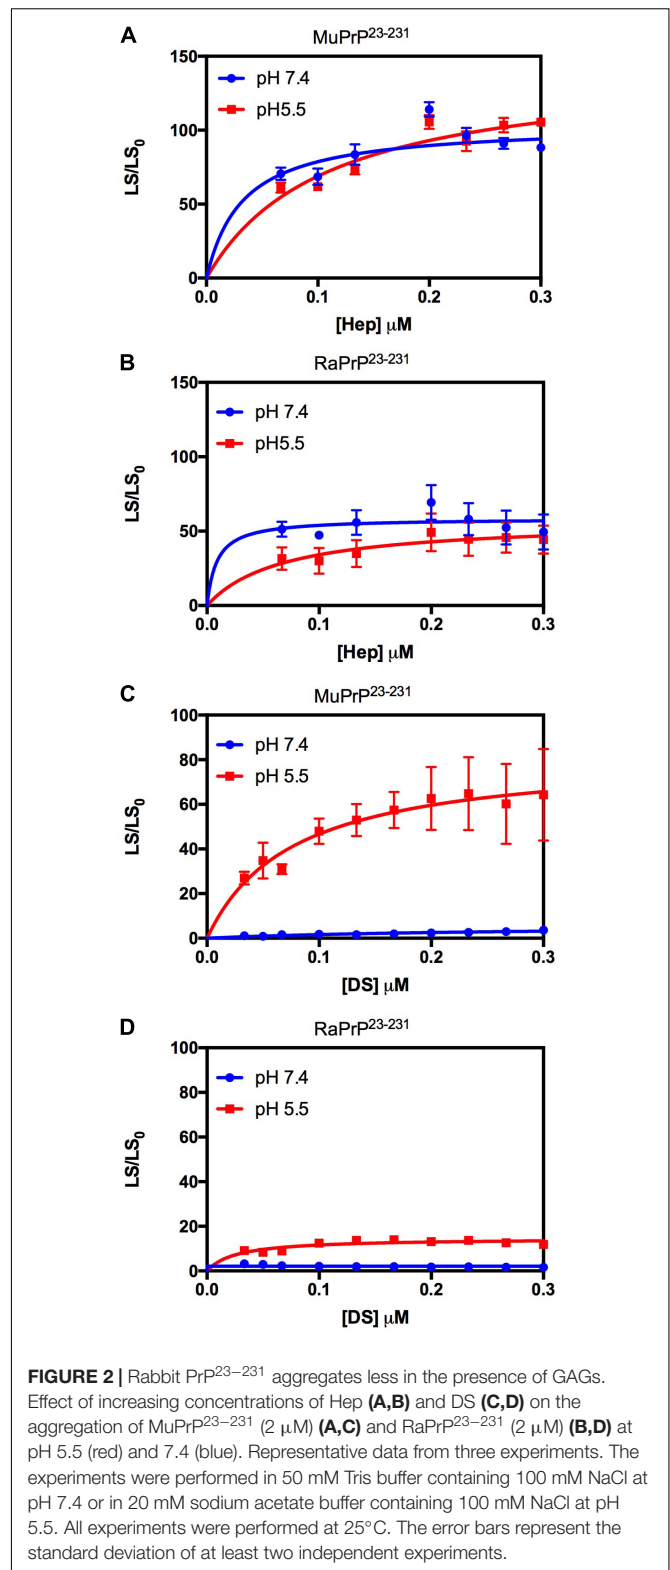 A
MuPrP23-231
150
100
50
0
LS/LS0
pH 7.4
pH5.5
0.0 0.1 0.2 0.3
[Hep] μM
B
RaPrP23-231
150
100
50
0
LS/LS0
pH 7.4
pH5.5
0.0 0.1 0.2 0.3
[Hep] μM
C
MuPrP23-231
100
80
60
40
20
0
LS/LS0
pH 7.4
pH 5.5
0.0 0.1 0.2 0.3
[DS] μM
D
RaPrP23-231
100
80
60
40
20
0
LS/LS0
pH 7.4
pH 5.5
0.0 0.1 0.2 0.3
[DS] μM
FIGURE 2 | Rabbit PrP23−231 aggregates less in the presence of GAGs.
Effect of increasing concentrations of Hep (A,B) and DS (C,D) on the
aggregation of MuPrP23−231 (2 μM) (A,C) and RaPrP23−231 (2 μM) (B,D) at
pH 5.5 (red) and 7.4 (blue). Representative data from three experiments. The
experiments were performed in 50 mM Tris buffer containing 100 mM NaCl at
pH 7.4 or in 20 mM sodium acetate buffer containing 100 mM NaCl at pH
5.5. All experiments were performed at 25°C. The error bars represent the
standard deviation of at least two independent experiments.